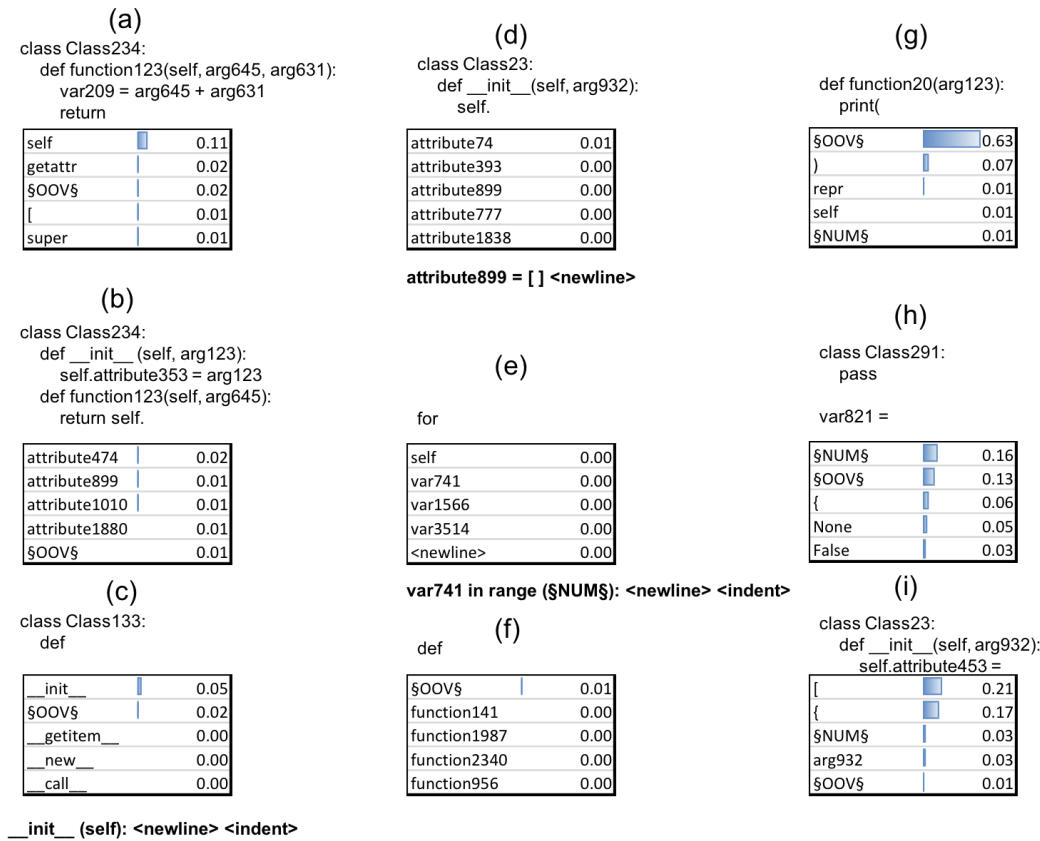 (a)
class Class234:
def function123(self, arg645, arg631):
var209 = arg645 + arg631
return
self 0.11
getattr 0.02
§OOV§ 0.02
[ 0.01
super 0.01
(b)
class Class234:
def __init__ (self, arg123):
self.attribute353 = arg123
def function123(self, arg645):
return self.
attribute474 0.02
attribute899 0.01
attribute1010 0.01
attribute1880 0.01
§OOV§ 0.01
(c)
class Class133:
def
__init__ 0.05
§OOV§ 0.02
__getitem__ 0.00
__new__ 0.00
__call__ 0.00
__init__ (self): <newline> <indent>
(d)
class Class23:
def __init__(self, arg932):
self.
attribute74 0.01
attribute393 0.00
attribute899 0.00
attribute777 0.00
attribute1838 0.00
attribute899 = [ ] <newline>
(e)
for
self 0.00
var741 0.00
var1566 0.00
var3514 0.00
<newline> 0.00
var741 in range (§NUM§): <newline> <indent>
(f)
def
§OOV§ 0.01
function141 0.00
function1987 0.00
function2340 0.00
function956 0.00
(g)
def function20(arg123):
print(
§OOV§ 0.63
) 0.07
repr 0.01
self 0.01
§NUM§ 0.01
(h)
class Class291:
pass
var821 =
§NUM§ 0.16
§OOV§ 0.13
{ 0.06
None 0.05
False 0.03
(i)
class Class23:
def __init__(self, arg932):
self.attribute453 =
[ 0.21
{ 0.17
§NUM§ 0.03
arg932 0.03
§OOV§ 0.01